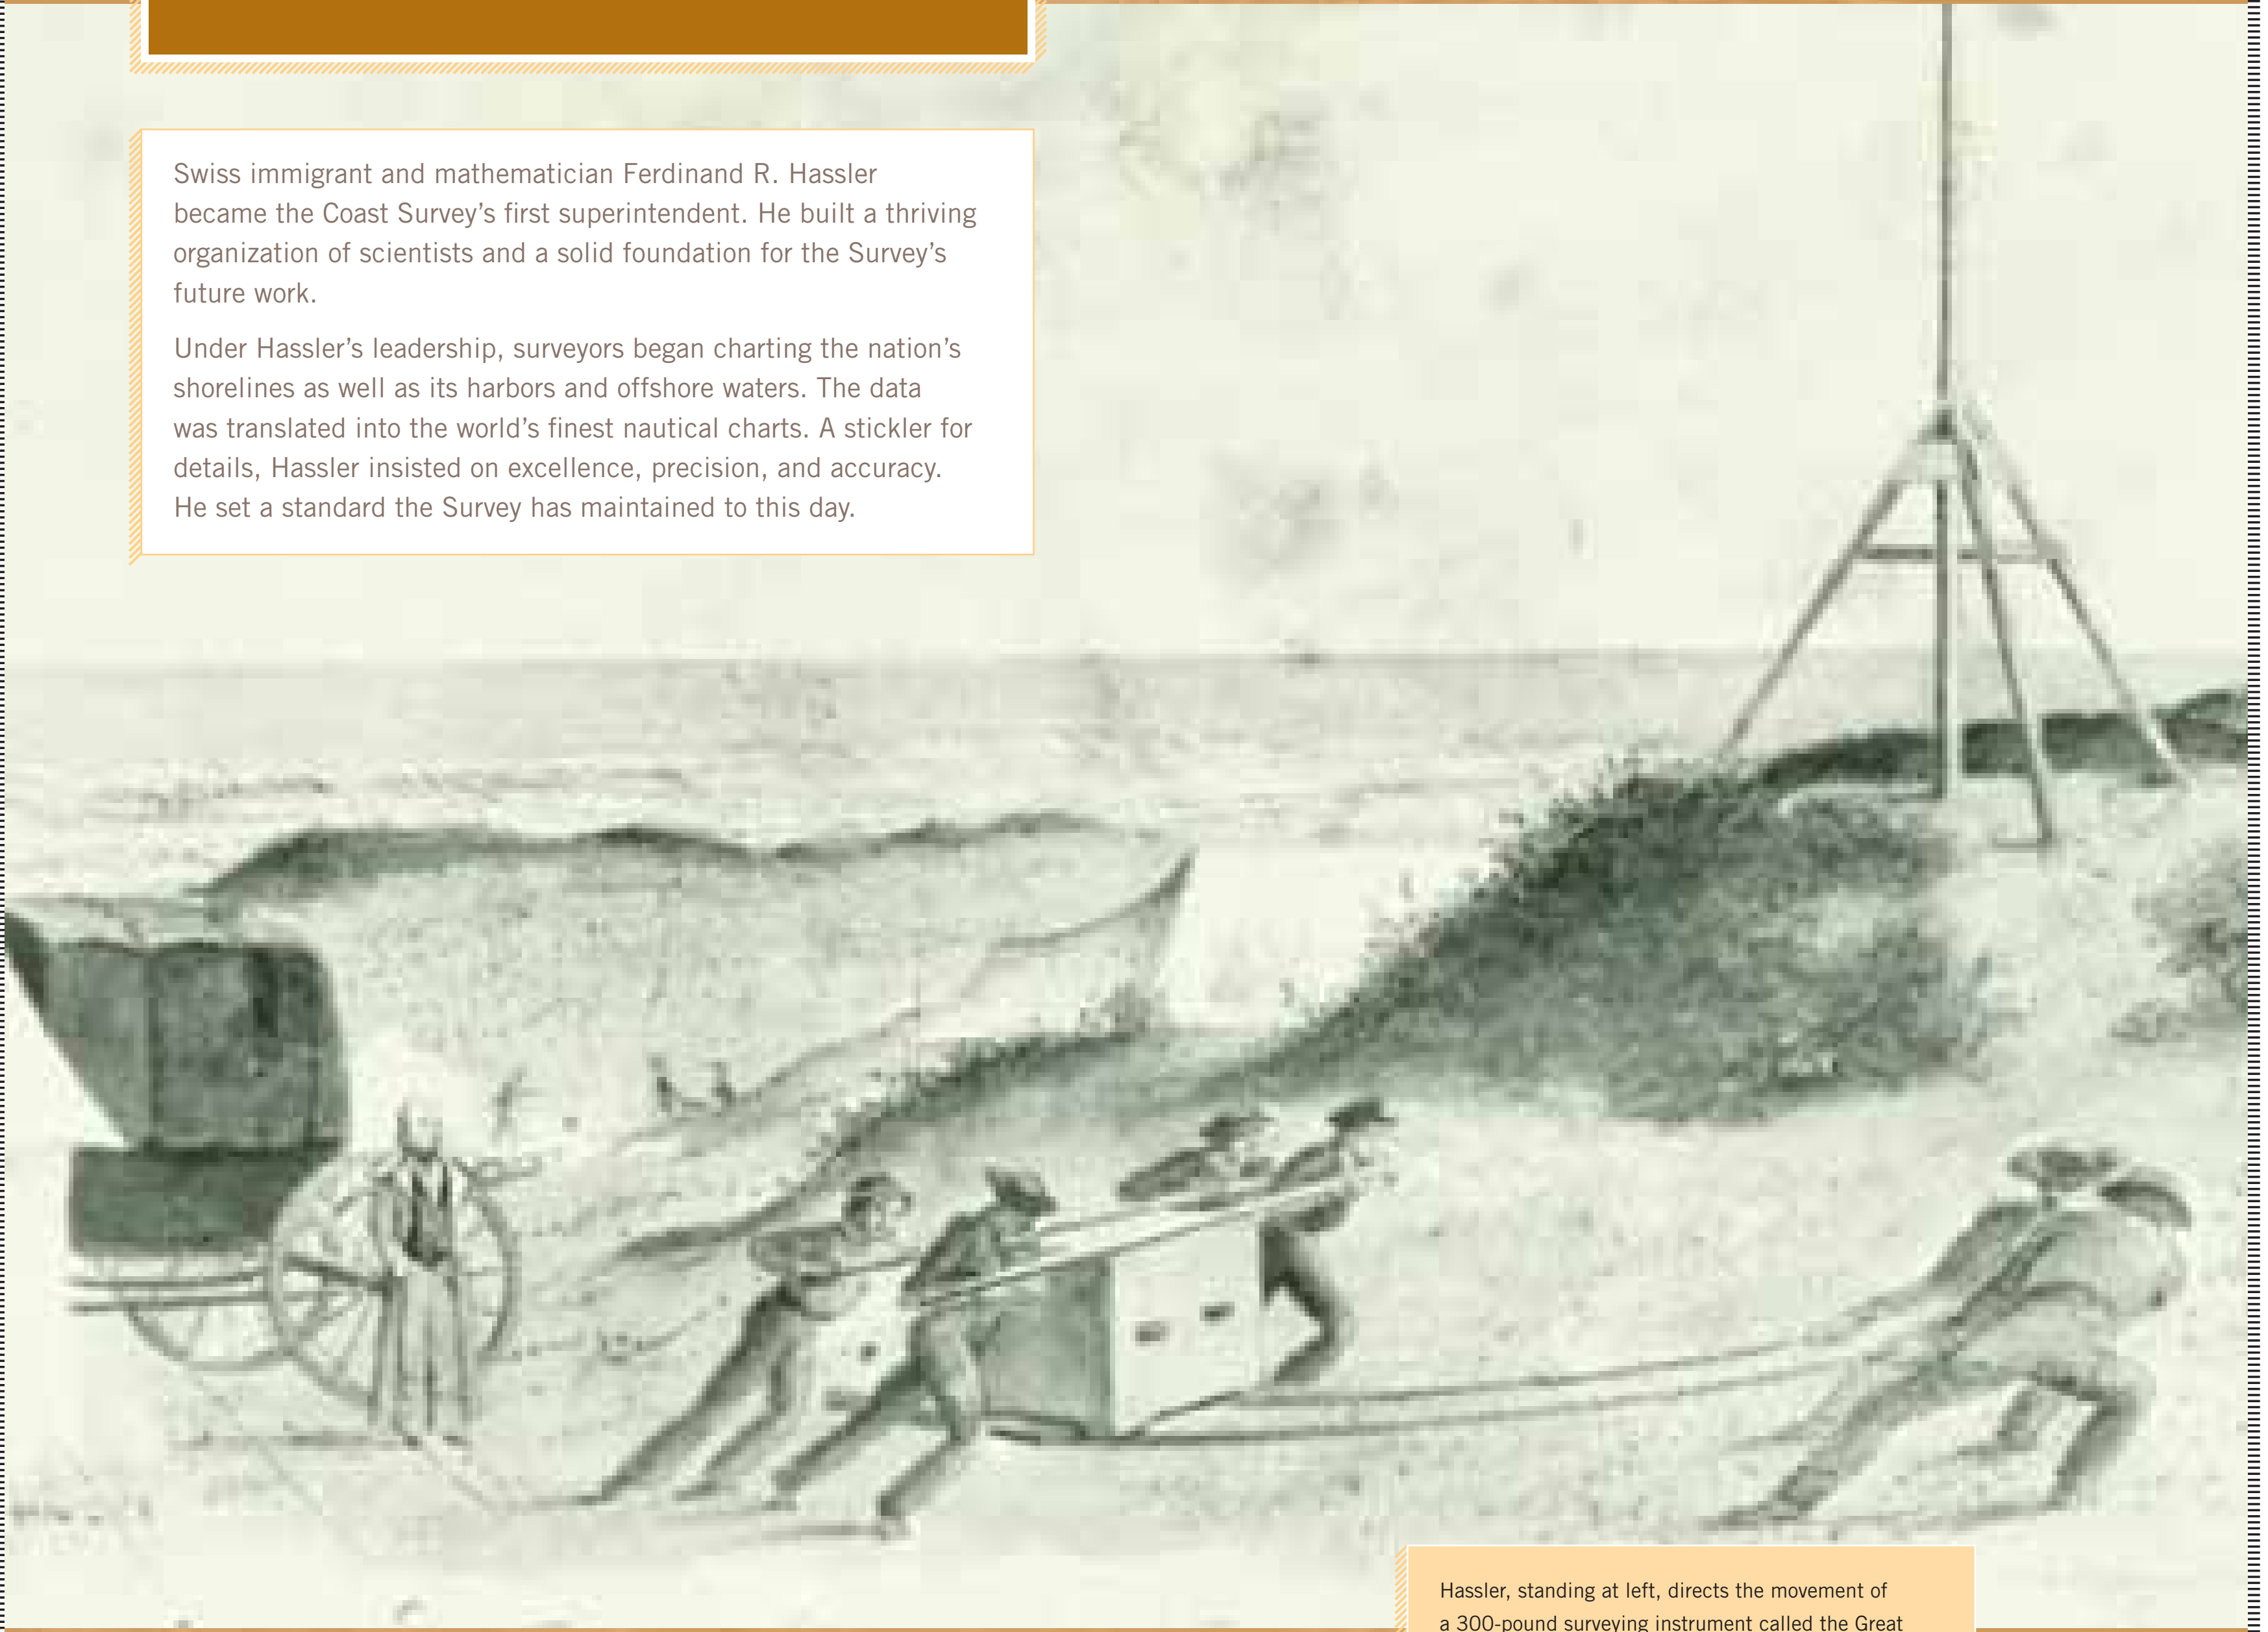 Swiss immigrant and mathematician Ferdinand R. Hassler
became the Coast Survey’s first superintendent. He built a thriving
organization of scientists and a solid foundation for the Survey’s
future work.
Under Hassler’s leadership, surveyors began charting the nation’s
shorelines as well as its harbors and offshore waters. The data
was translated into the world’s finest nautical charts. A stickler for
details, Hassler insisted on excellence, precision, and accuracy.
He set a standard the Survey has maintained to this day.
Hassler, standing at left, directs the movement of
a 300-pound surveying instrument called the Great